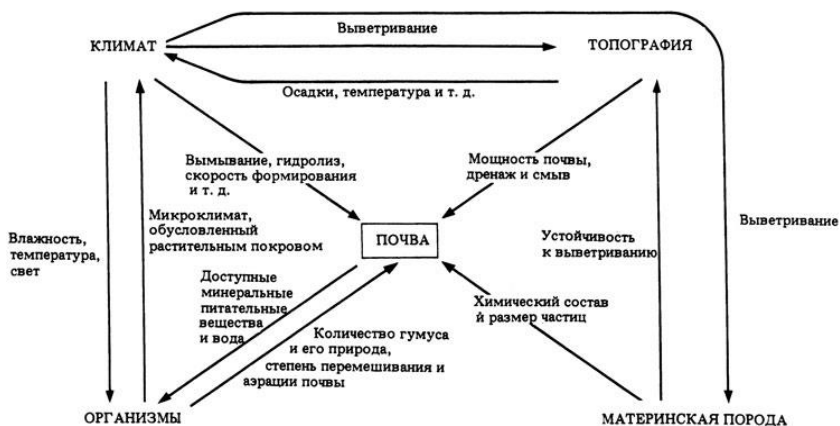 Выветривание
КЛИМАТ
ТОПОГРАФИЯ
Осадки, температура и т. д.
Вымывание, гидролиз,
скорость формирования
и т. д.
Мощность почвы,
дренаж и смыв
Микроклимат,
обусловленный
растительным покровом
Выветривание
Влажность,
температура,
свет
ПОЧВА
Устойчивость
к выветриванию
Доступные
минеральные
питательные
вещества
и вода
Химический состав
и размер частиц
Количество гумуса
и его природа,
степень перемешивания и
аэрации почвы
ОРГАНИЗМЫ
МАТЕРИНСКАЯ ПОРОДА